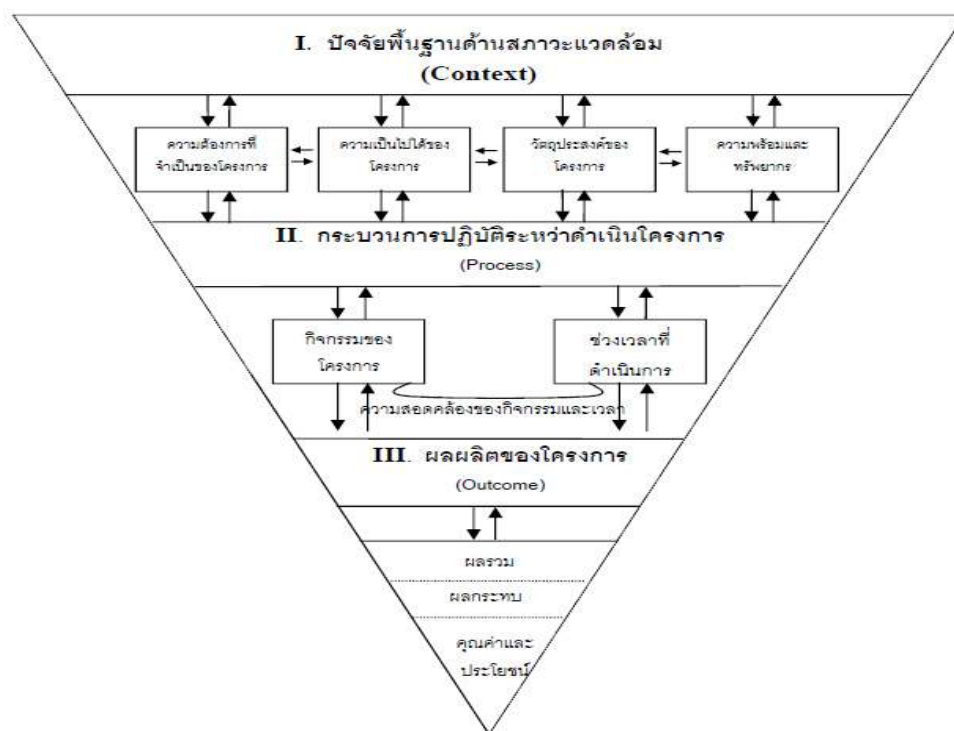 I. ปัจจัยพื้นฐานด้านสภาวะแวดล้อม
(Context)
ความต้องการที่
จำเป็นของโครงการ
ความเป็นไปได้ของ
โครงการ
วัตถุประสงค์ของ
โครงการ
ความพร้อมและ
ทรัพยากร
II. กระบวนการปฏิบัติระหว่าดำเนินโครงการ
(Process)
กิจกรรมของ
โครงการ
ช่วงเวลาที่
ดำเนินการ
ความสอดคล้องของกิจกรรมและเวลา
III. ผลผลิตของโครงการ
(Outcome)
ผลรวม
ผลกระทบ
คุณค่าและ
ประโยชน์